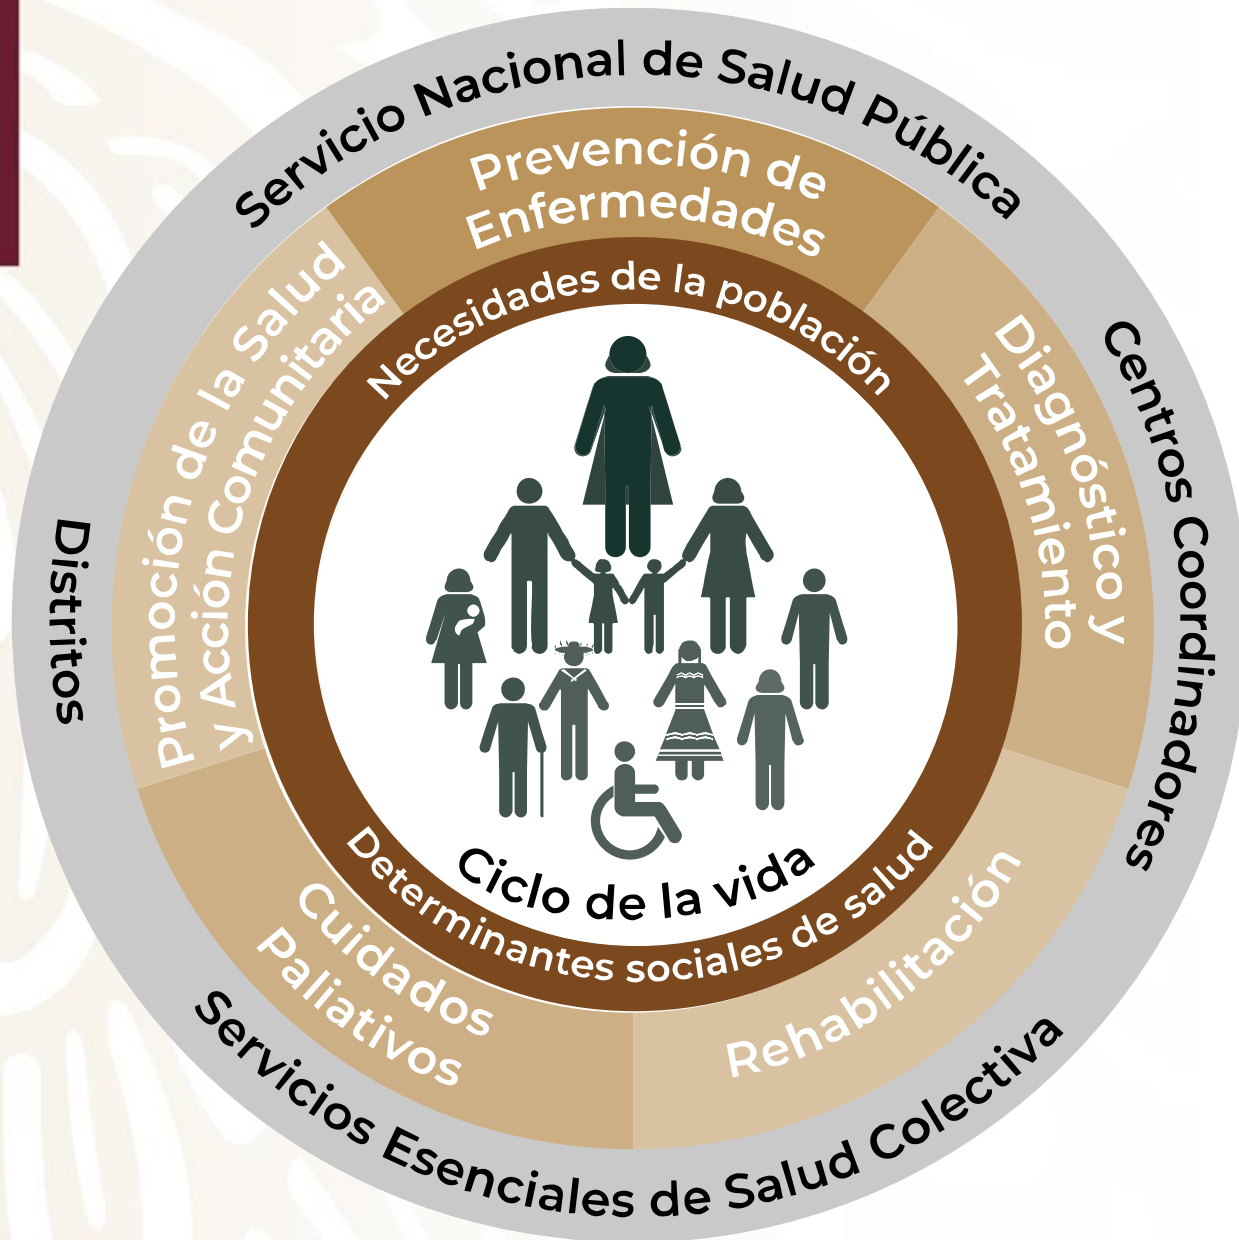 Servicio Nacional de Salud Pública
Centros Coordinadores
Servicios Esenciales de Salud Colectiva
Distritos
Prevención de
Enfermedades
Diagnóstico y
Tratamiento
Rehabilitación
Cuidados
Paliativos
Promoción de la Salud
y Acción Comunitaria
Necesidades de la población
Determinantes sociales de salud
Ciclo de la vida